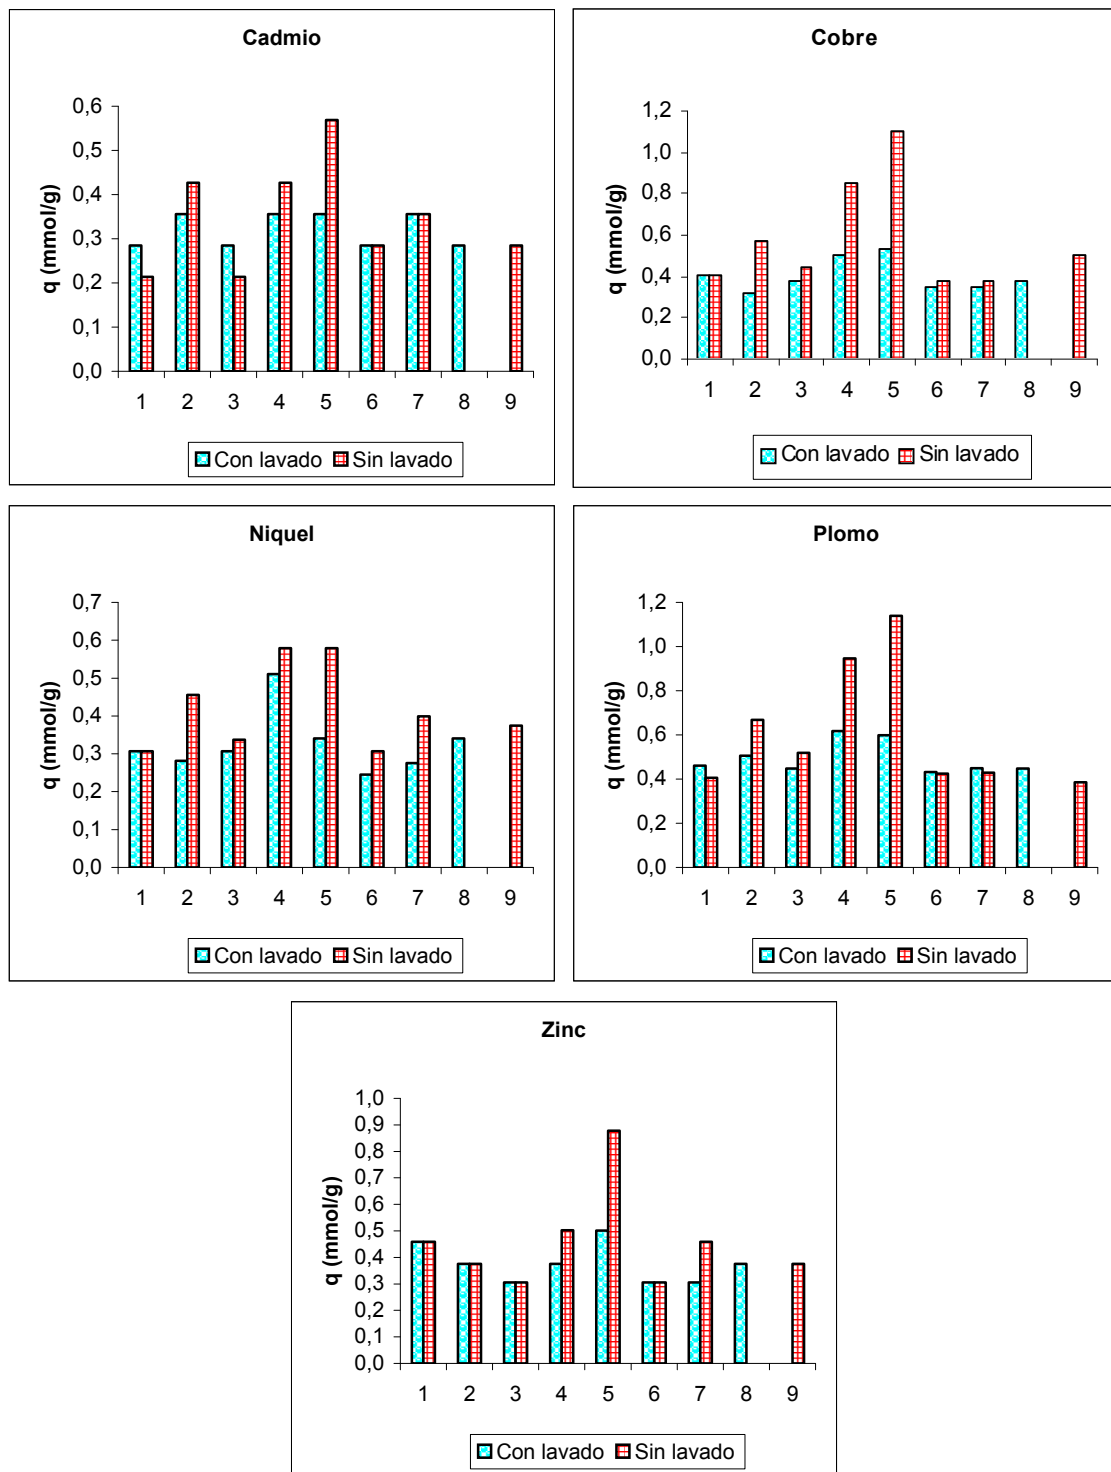 Cadmio
q (mmol/g)
0,6
0,5
0,4
0,3
0,2
0,1
0,0
1 2 3 4 5 6 7 8 9
Con lavado Sin lavado
Cobre
q (mmol/g)
1,2
1,0
0,8
0,6
0,4
0,2
0,0
1 2 3 4 5 6 7 8 9
Con lavado Sin lavado
Niquel
q (mmol/g)
0,7
0,6
0,5
0,4
0,3
0,2
0,1
0,0
1 2 3 4 5 6 7 8 9
Con lavado Sin lavado
Plomo
q (mmol/g)
1,2
1,0
0,8
0,6
0,4
0,2
0,0
1 2 3 4 5 6 7 8 9
Con lavado Sin lavado
Zinc
q (mmol/g)
1,0
0,9
0,8
0,7
0,6
0,5
0,4
0,3
0,2
0,1
0,0
1 2 3 4 5 6 7 8 9
Con lavado Sin lavado